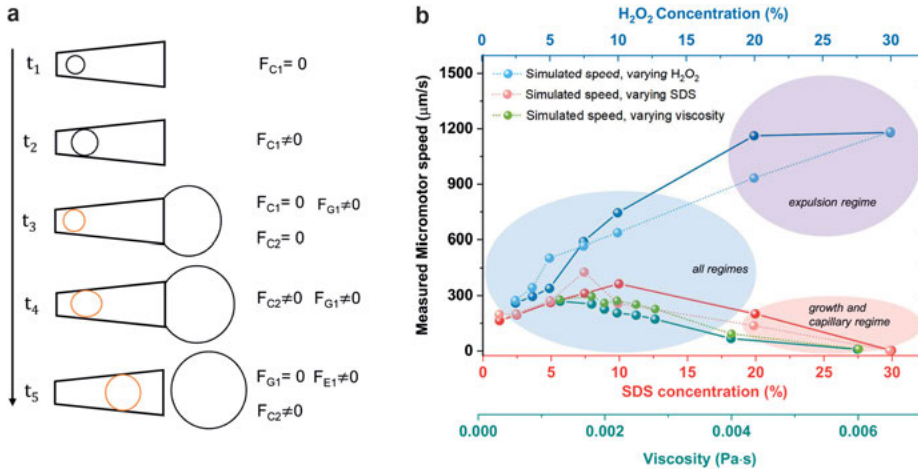 a
t1
FC1= 0
t2
FC1≠0
t3
FC1= 0 FG1≠0
FC2= 0
t4
FC2≠0 FG1≠0
t5
FG1= 0 FE1≠0
FC2≠0
b
H2O2 Concentration (%)
0 5 10 15 20 25 30
Measured Micromotor speed (μm/s)
1500
1200
900
600
300
0
Simulated speed, varying H2O2
Simulated speed, varying SDS
Simulated speed, varying viscosity
expulsion regime
all regimes
growth and
capillary regime
0 5 10 15 20 25 30
SDS concentration (%)
0.000 0.002 0.004 0.006
Viscosity (Pa·s)